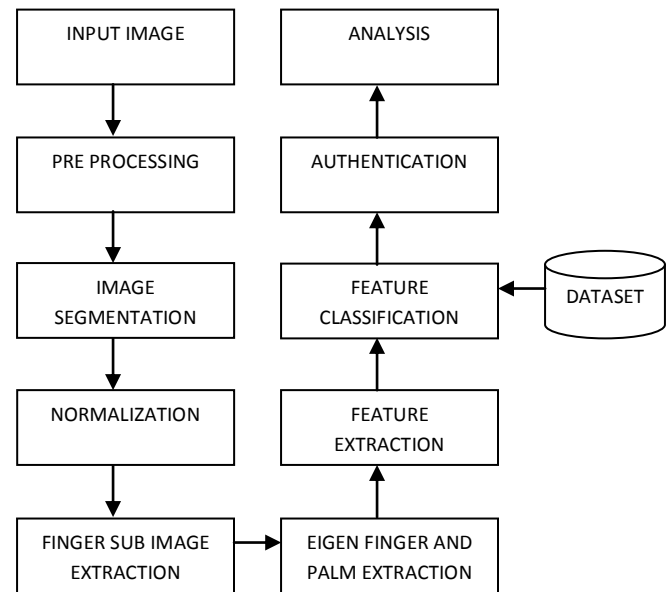 INPUT IMAGE
PRE PROCESSING
IMAGE
SEGMENTATION
NORMALIZATION
FINGER SUB IMAGE
EXTRACTION
EIGEN FINGER AND
PALM EXTRACTION
FEATURE
EXTRACTION
FEATURE
CLASSIFICATION
DATASET
AUTHENTICATION
ANALYSIS